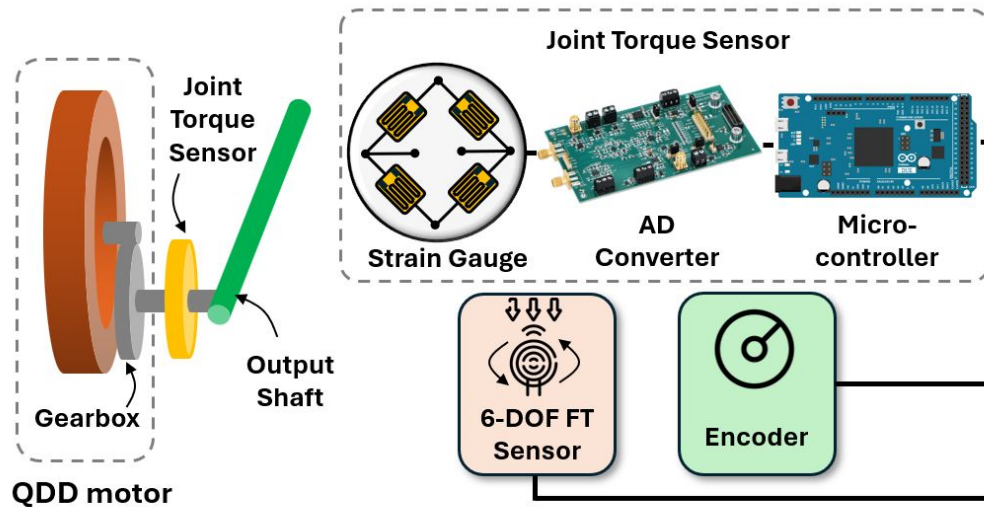 Joint Torque Sensor
Joint
Torque
Sensor
Strain Gauge
AD
Converter
Micro-
controller
Output
Shaft
Gearbox
QDD motor
6-DOF FT
Sensor
Encoder